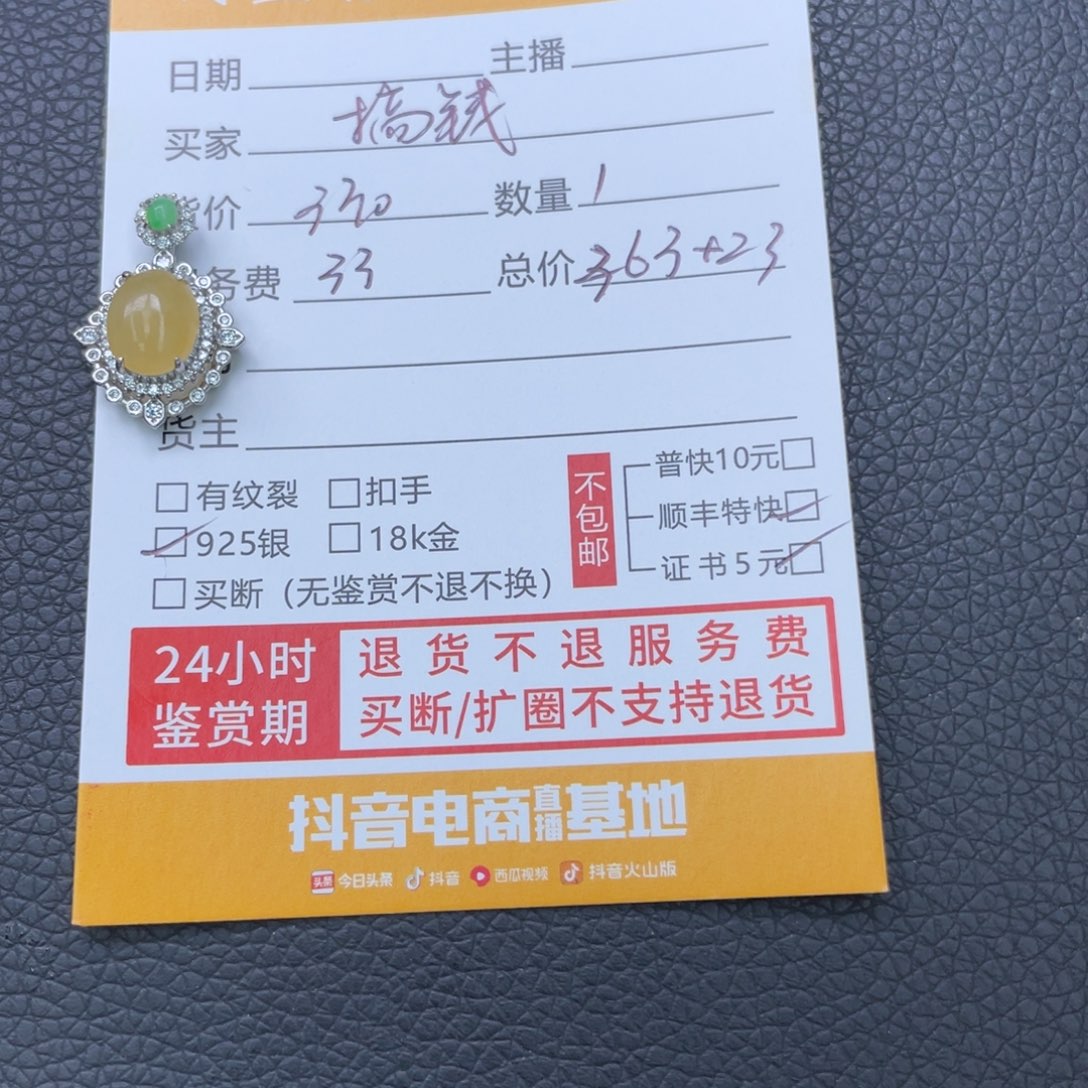 日期 主播
买家 搞钱
货价 330 数量 1
务费 33 总价 363+23
货主
有纹裂 扣手
925银 18k金
买断（无鉴赏不退不换）
不包邮
普快10元
顺丰特快
证书5元
24小时
鉴赏期
退货不退服务费
买断/扩圈不支持退货
抖音电商直播基地
头条 今日头条 抖音 西瓜视频 抖音火山版